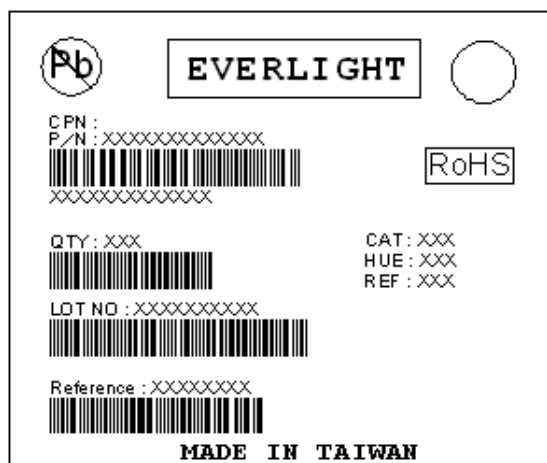 Pb
EVERLIGHT
CPN :
P/N : XXXXXXXXXXXXX
RoHS
XXXXXXXXXXXXX
QTY : XXX
CAT : XXX
HUE : XXX
REF : XXX
LOT NO : XXXXXXXXXX
Reference : XXXXXXXX
MADE IN TAIWAN